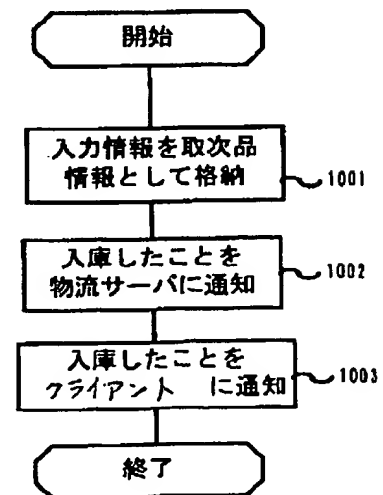 開始
入力情報を取次品
情報として格納
1001
入庫したことを
物流サーバに通知
1002
入庫したことを
クライアント に通知
1003
終了